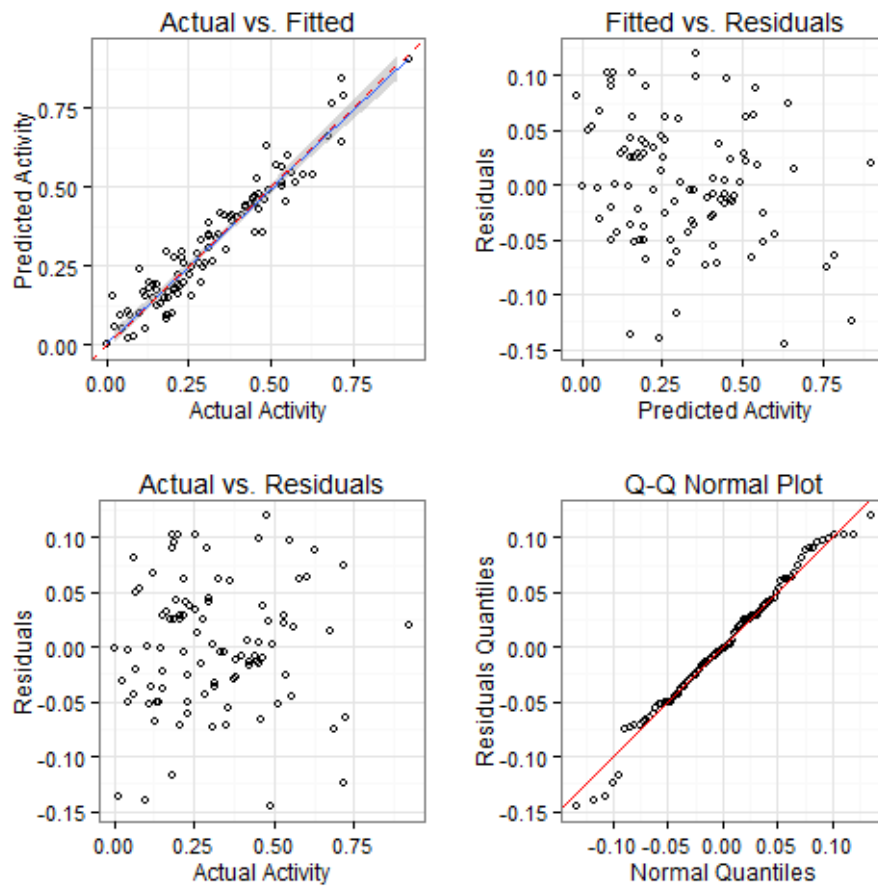 Actual vs. Fitted
Predicted Activity
0.75
0.50
0.25
0.00
0.00 0.25 0.50 0.75
Actual Activity
Fitted vs. Residuals
Residuals
0.10
0.05
0.00
-0.05
-0.10
-0.15
0.00 0.25 0.50 0.75
Predicted Activity
Actual vs. Residuals
Residuals
0.10
0.05
0.00
-0.05
-0.10
-0.15
0.00 0.25 0.50 0.75
Actual Activity
Q-Q Normal Plot
Residuals Quantiles
0.10
0.05
0.00
-0.05
-0.10
-0.15
-0.10 -0.05 0.00 0.05 0.10
Normal Quantiles